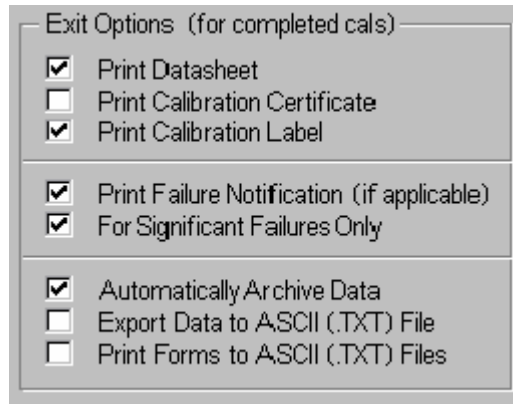 Exit Options (for completed cals)
Print Datasheet
Print Calibration Certificate
Print Calibration Label
Print Failure Notification (if applicable)
For Significant Failures Only
Automatically Archive Data
Export Data to ASCII (.TXT) File
Print Forms to ASCII (.TXT) Files